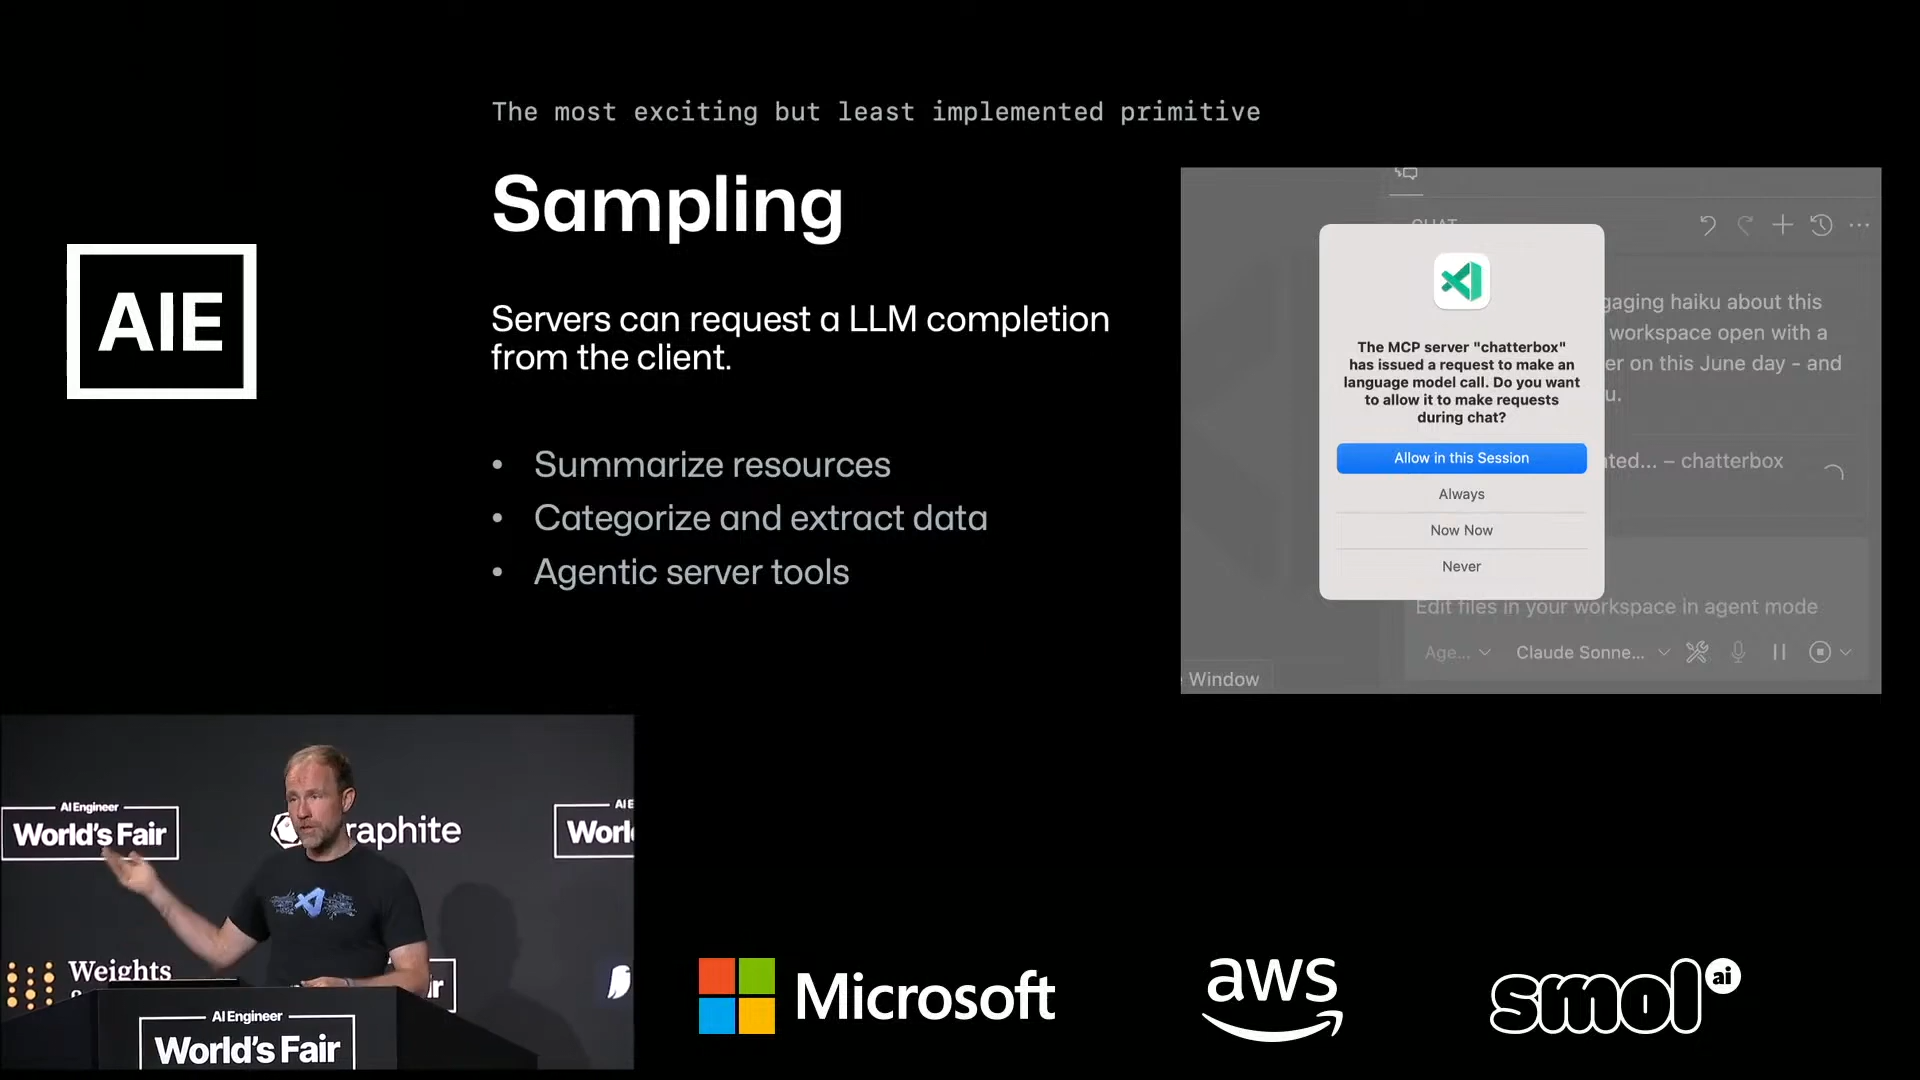 The most exciting but least implemented primitive
Sampling
AIE
Servers can request a LLM completion
from the client.
• Summarize resources
• Categorize and extract data
• Agentic server tools
The MCP server "chatterbox"
has issued a request to make an
language model call. Do you want
to allow it to make requests
during chat?
Allow in this Session
Always
Now Now
Never
CHAT
gaging haiku about this
workspace open with a
er on this June day - and
u.
ted... – chatterbox
Edit files in your workspace in agent mode
Age...
Claude Sonne...
Window
AI Engineer
World's Fair
raphite
AI E
Worl
Weights
&
ir
AI Engineer
World's Fair
Microsoft
aws
smol ai